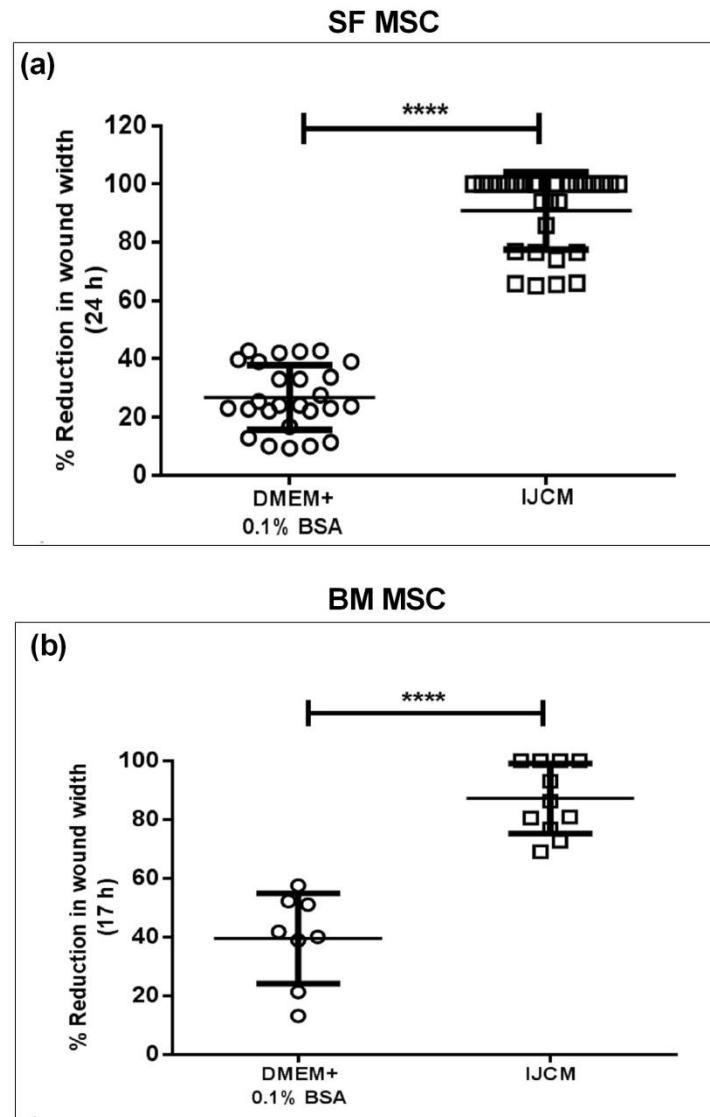 SF MSC
(a)
****
120
100
80
60
40
20
0
% Reduction in wound width
(24 h)
DMEM+
0.1% BSA
IJCM
BM MSC
(b)
****
100
80
60
40
20
0
% Reduction in wound width
(17 h)
DMEM+
0.1% BSA
IJCM